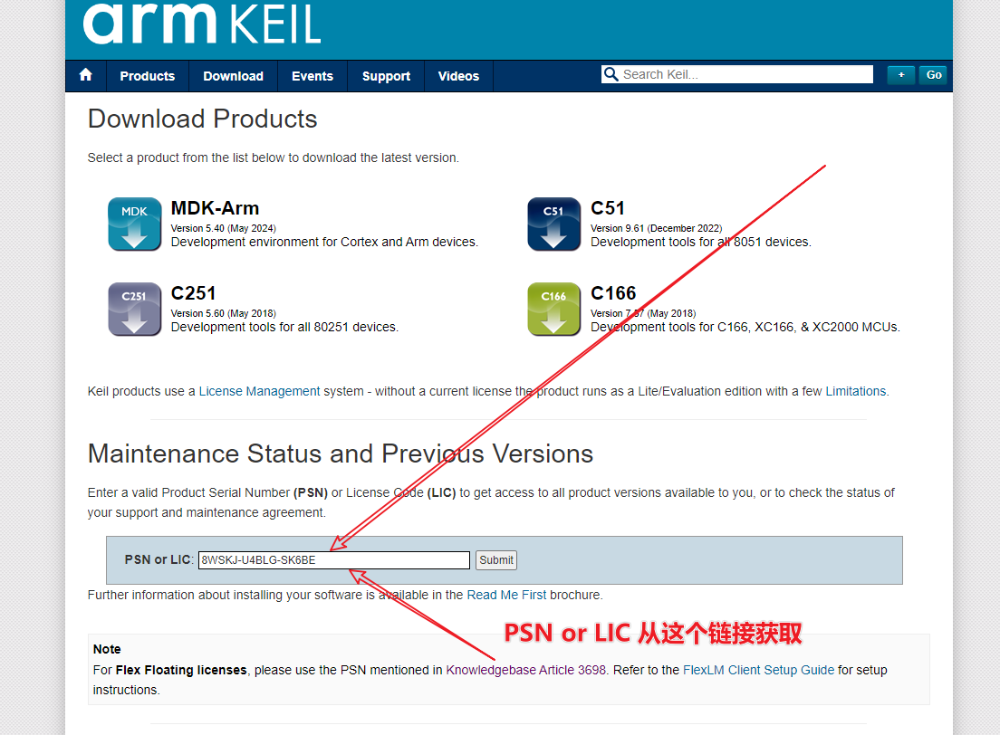 arm KEIL
Products Download Events Support Videos Search Keil... + Go
Download Products
Select a product from the list below to download the latest version.
MDK
MDK-Arm
Version 5.40 (May 2024)
Development environment for Cortex and Arm devices.
C51
C51
Version 9.61 (December 2022)
Development tools for all 8051 devices.
C251
C251
Version 5.60 (May 2018)
Development tools for all 80251 devices.
C166
C166
Version 7.57 (May 2018)
Development tools for C166, XC166, & XC2000 MCUs.
Keil products use a License Management system - without a current license the product runs as a Lite/Evaluation edition with a few Limitations.
Maintenance Status and Previous Versions
Enter a valid Product Serial Number (PSN) or License Code (LIC) to get access to all product versions available to you, or to check the status of
your support and maintenance agreement.
PSN or LIC: 8WSKJ-U4BLG-SK6BE Submit
Further information about installing your software is available in the Read Me First brochure.
PSN or LIC 从这个链接获取
Note
For Flex Floating licenses, please use the PSN mentioned in Knowledgebase Article 3698. Refer to the FlexLM Client Setup Guide for setup
instructions.